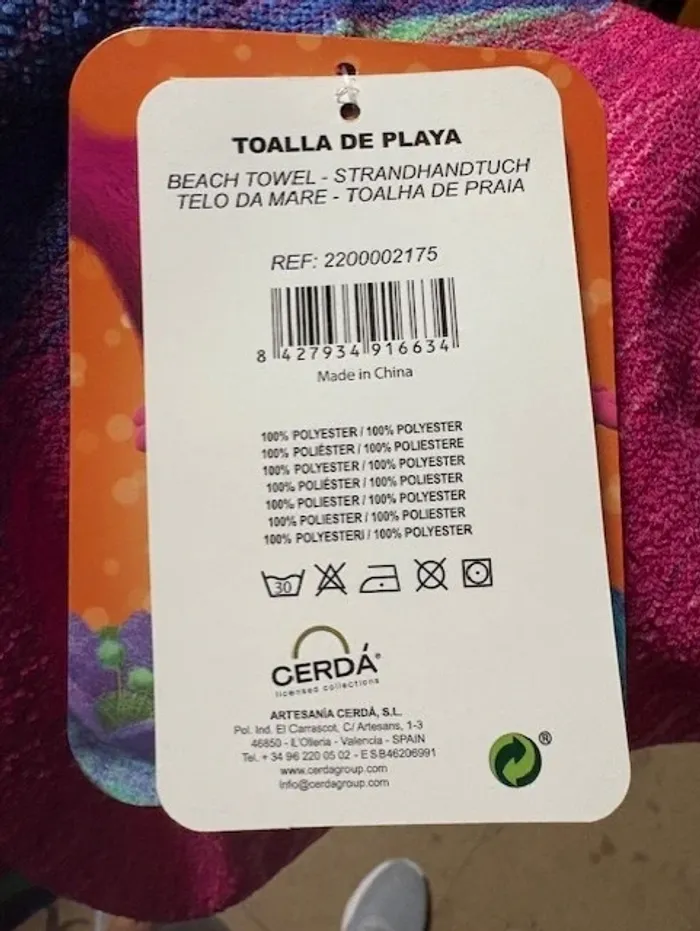 TOALLA DE PLAYA
BEACH TOWEL - STRANDHANDTUCH
TELO DA MARE - TOALHA DE PRAIA
REF: 2200002175
8 427934 916634
Made in China
100% POLYESTER / 100% POLYESTER
100% POLIÉSTER / 100% POLIESTERE
100% POLYESTER / 100% POLYESTER
100% POLIÉSTER / 100% POLIESTER
100% POLIESTER / 100% POLYESTER
100% POLIESTER / 100% POLIESTER
100% POLYESTERI / 100% POLYESTER
30
CERDÁ®
licensed collections
ARTESANÍA CERDÁ, S.L.
Pol. Ind. El Carrascot, C/ Artesans, 1-3
46850 - L'Olleria - Valencia - SPAIN
Tel. + 34 96 220 05 02 - E S B46206991
www.cerdagroup.com
info@cerdagroup.com
®